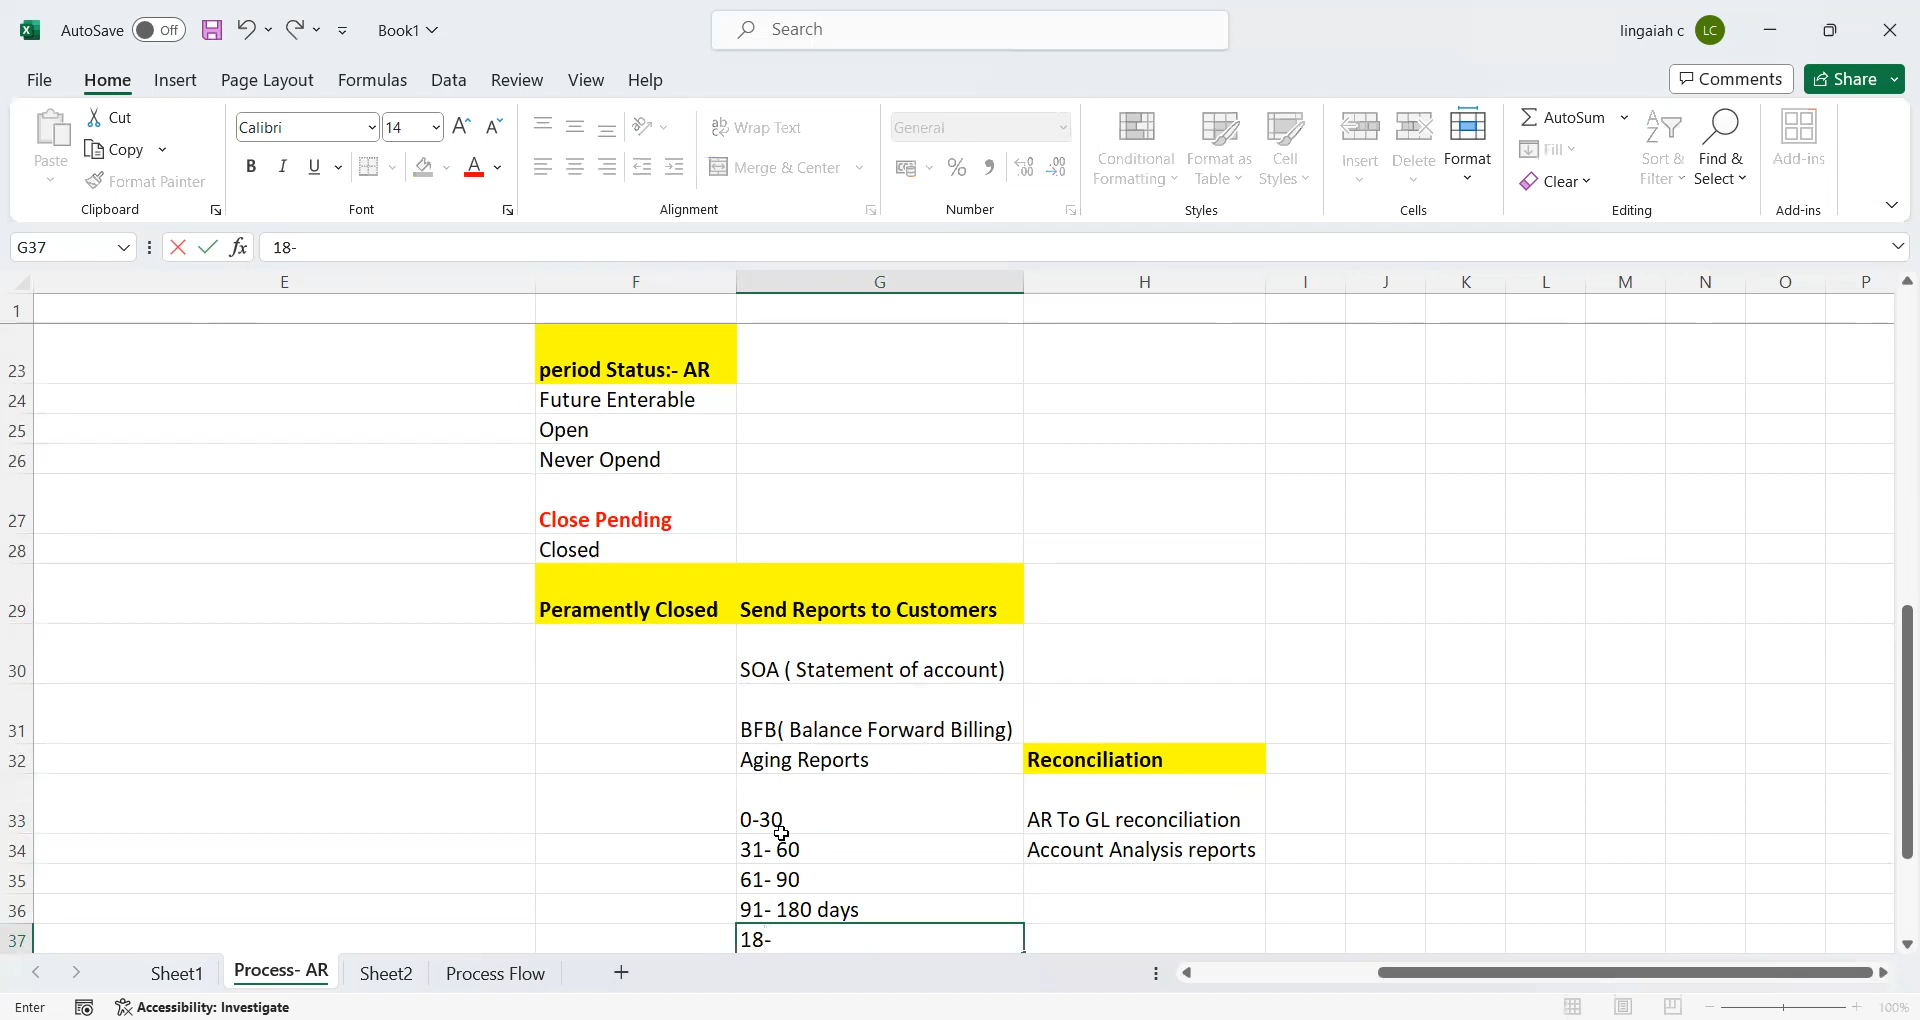 AutoSave Off Book1 Search lingaiah c LC
File Home Insert Page Layout Formulas Data Review View Help Comments Share
Paste Cut Copy Format Painter Clipboard
Calibri 14 B I U A Font
ab Wrap Text Merge & Center Alignment
General % Number
Conditional Formatting Format as Table Cell Styles Styles
Insert Delete Format Cells
AutoSum Fill Clear Sort & Filter Find & Select Editing
Add-ins Add-ins
G37 fx 18-
E F G H I J K L M N O P
1
23 period Status:- AR
24 Future Enterable
25 Open
26 Never Opend
27 Close Pending
28 Closed
29 Peramently Closed Send Reports to Customers
30 SOA ( Statement of account)
31 BFB( Balance Forward Billing)
32 Aging Reports Reconciliation
33 0-30 AR To GL reconciliation
34 31- 60 Account Analysis reports
35 61- 90
36 91- 180 days
37 18-
Sheet1 Process- AR Sheet2 Process Flow
Enter Accessibility: Investigate 100%